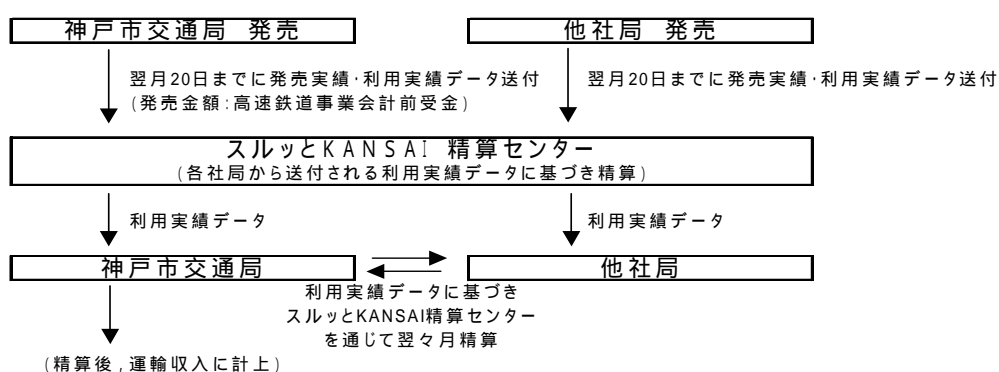 神戸市交通局 発売
他社局 発売
翌月20日までに発売実績・利用実績データ送付
(発売金額:高速鉄道事業会計前受金)
翌月20日までに発売実績・利用実績データ送付
スルッとKANSAI 精算センター
(各社局から送付される利用実績データに基づき精算)
利用実績データ
利用実績データ
神戸市交通局
他社局
利用実績データに基づき
スルッとKANSAI精算センター
を通じて翌々月精算
(精算後,運輸収入に計上)